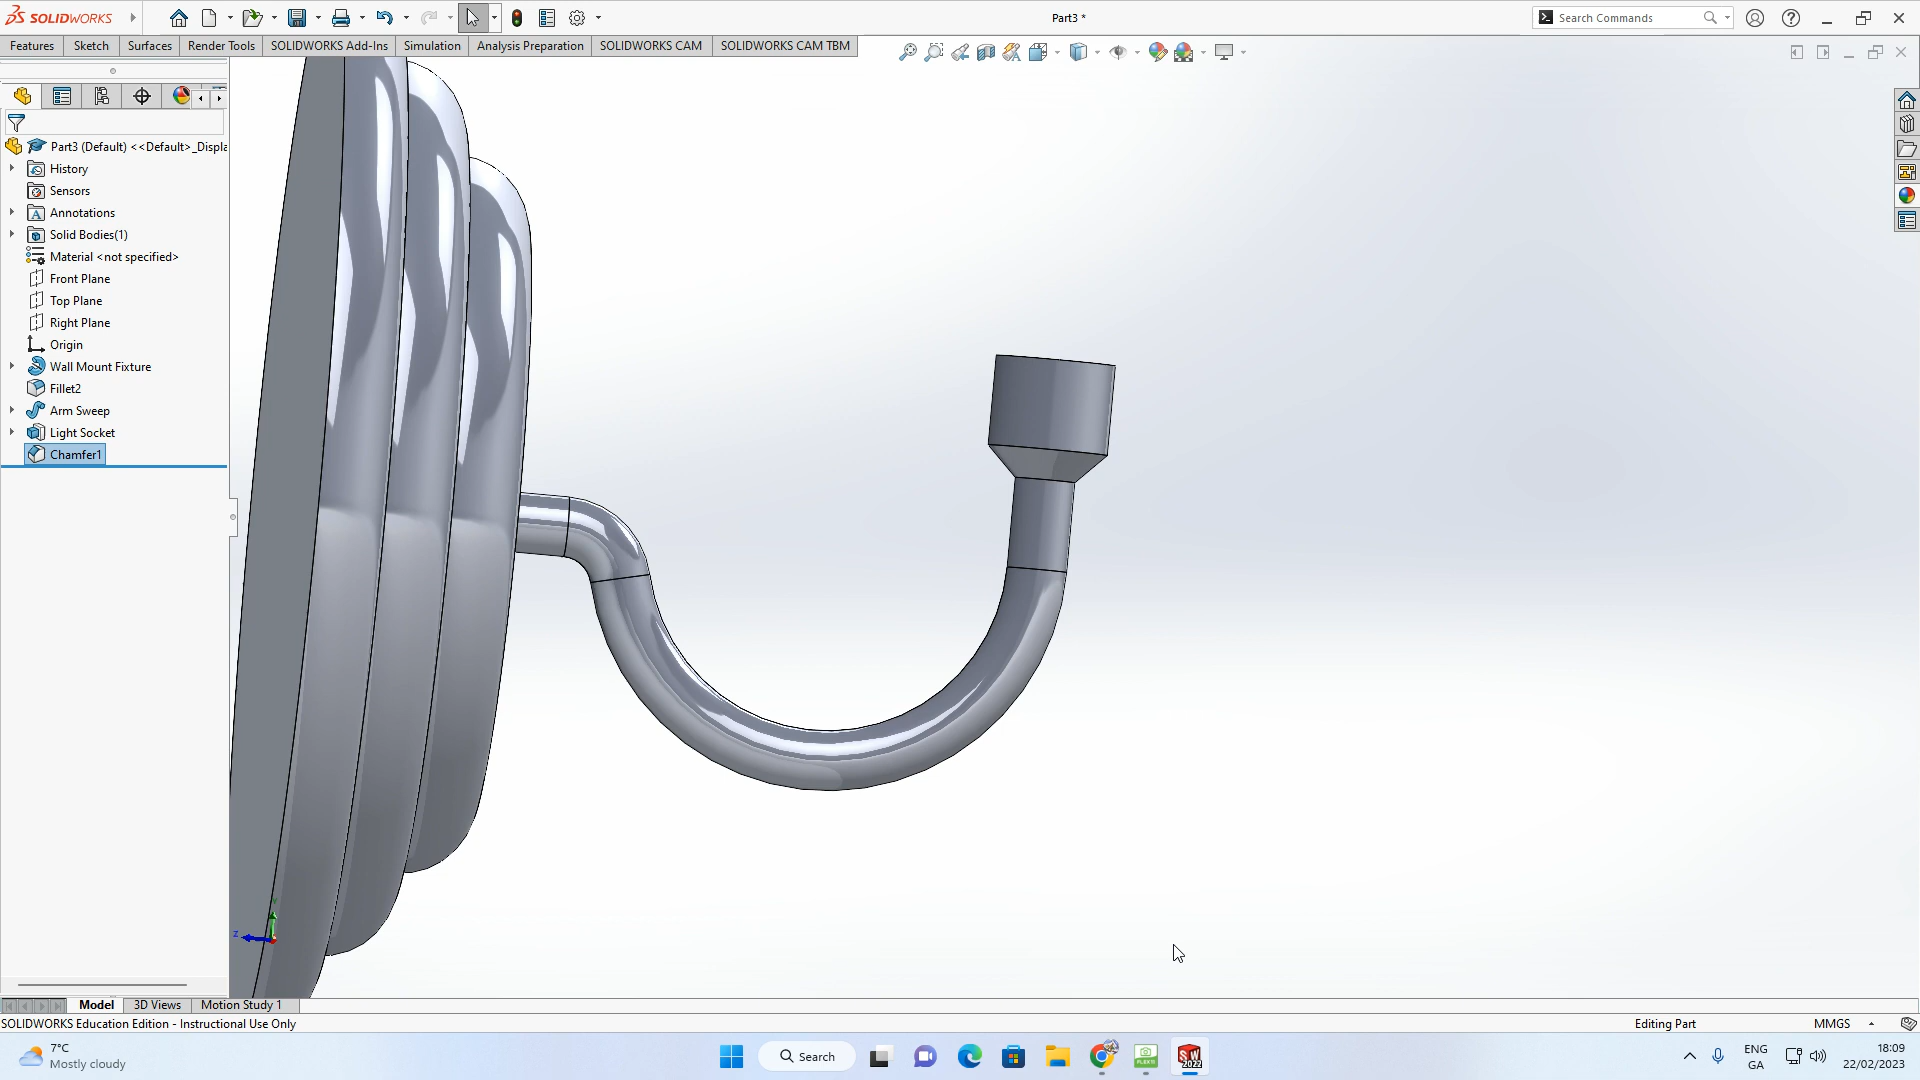 SOLIDWORKS
Part3 *
Search Commands
Features
Sketch
Surfaces
Render Tools
SOLIDWORKS Add-Ins
Simulation
Analysis Preparation
SOLIDWORKS CAM
SOLIDWORKS CAM TBM
Part3 (Default) <<Default>_Displa
History
Sensors
Annotations
Solid Bodies(1)
Material <not specified>
Front Plane
Top Plane
Right Plane
Origin
Wall Mount Fixture
Fillet2
Arm Sweep
Light Socket
Chamfer1
Y
Z
Model
3D Views
Motion Study 1
SOLIDWORKS Education Edition - Instructional Use Only
Editing Part
MMGS
7°C
Mostly cloudy
Search
SW
2022
ENG
GA
18:09
22/02/2023